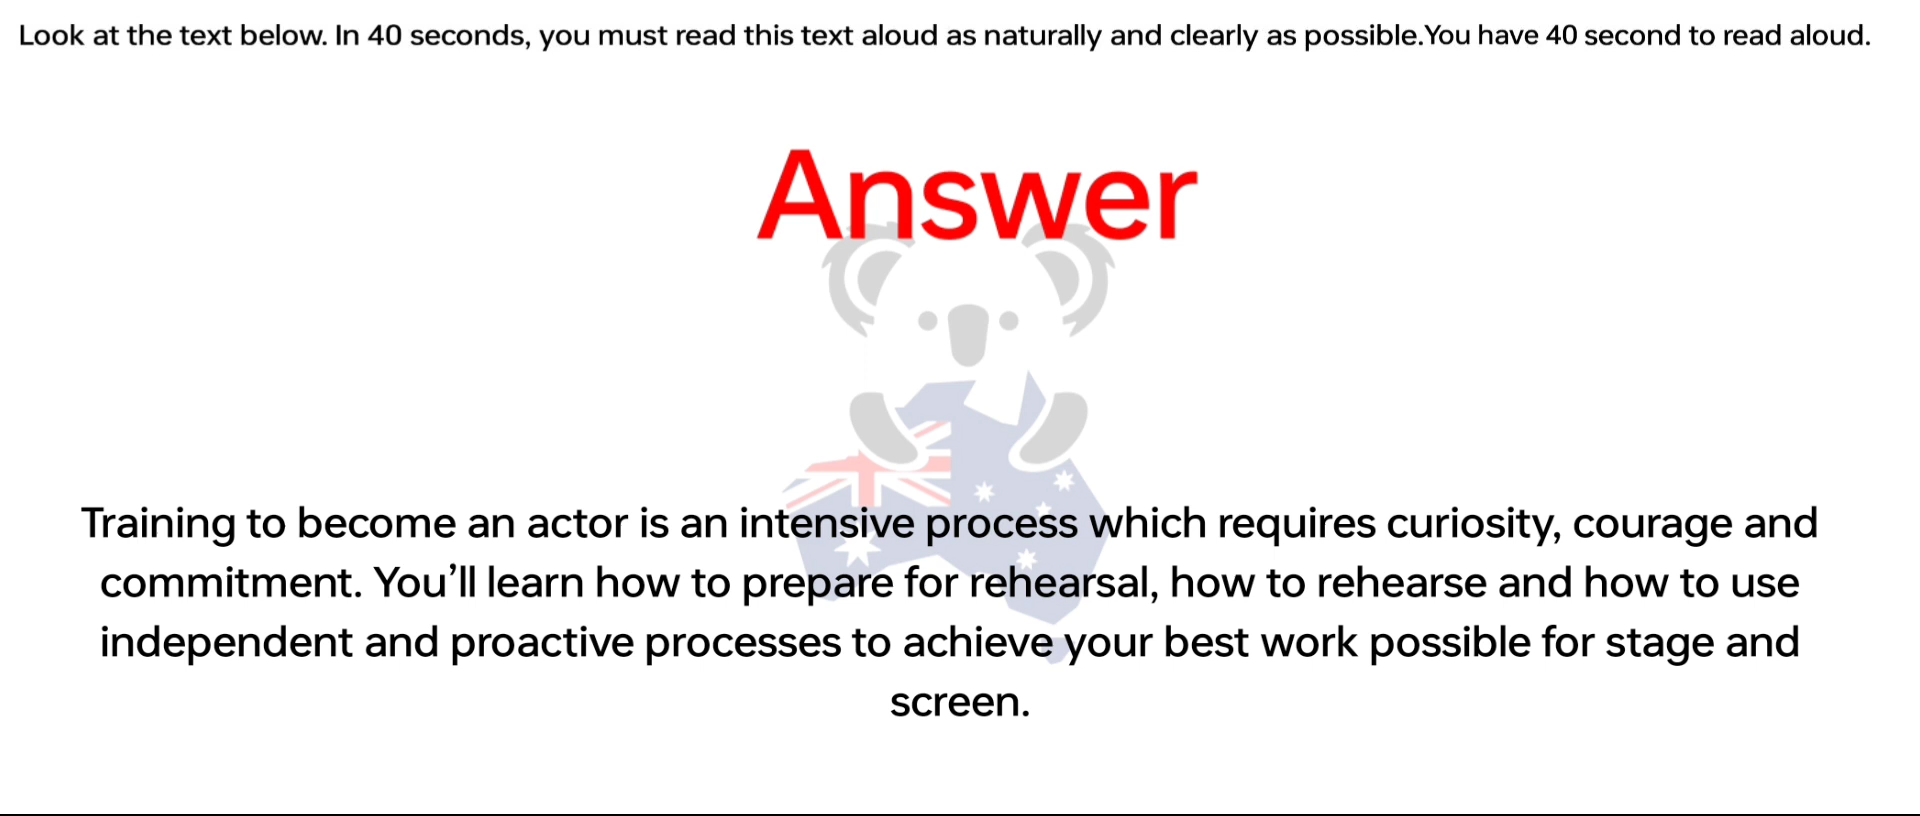 Look at the text below. In 40 seconds, you must read this text aloud as naturally and clearly as possible.You have 40 second to read aloud.
Answer
Training to become an actor is an intensive process which requires curiosity, courage and
commitment. You’ll learn how to prepare for rehearsal, how to rehearse and how to use
independent and proactive processes to achieve your best work possible for stage and
screen.